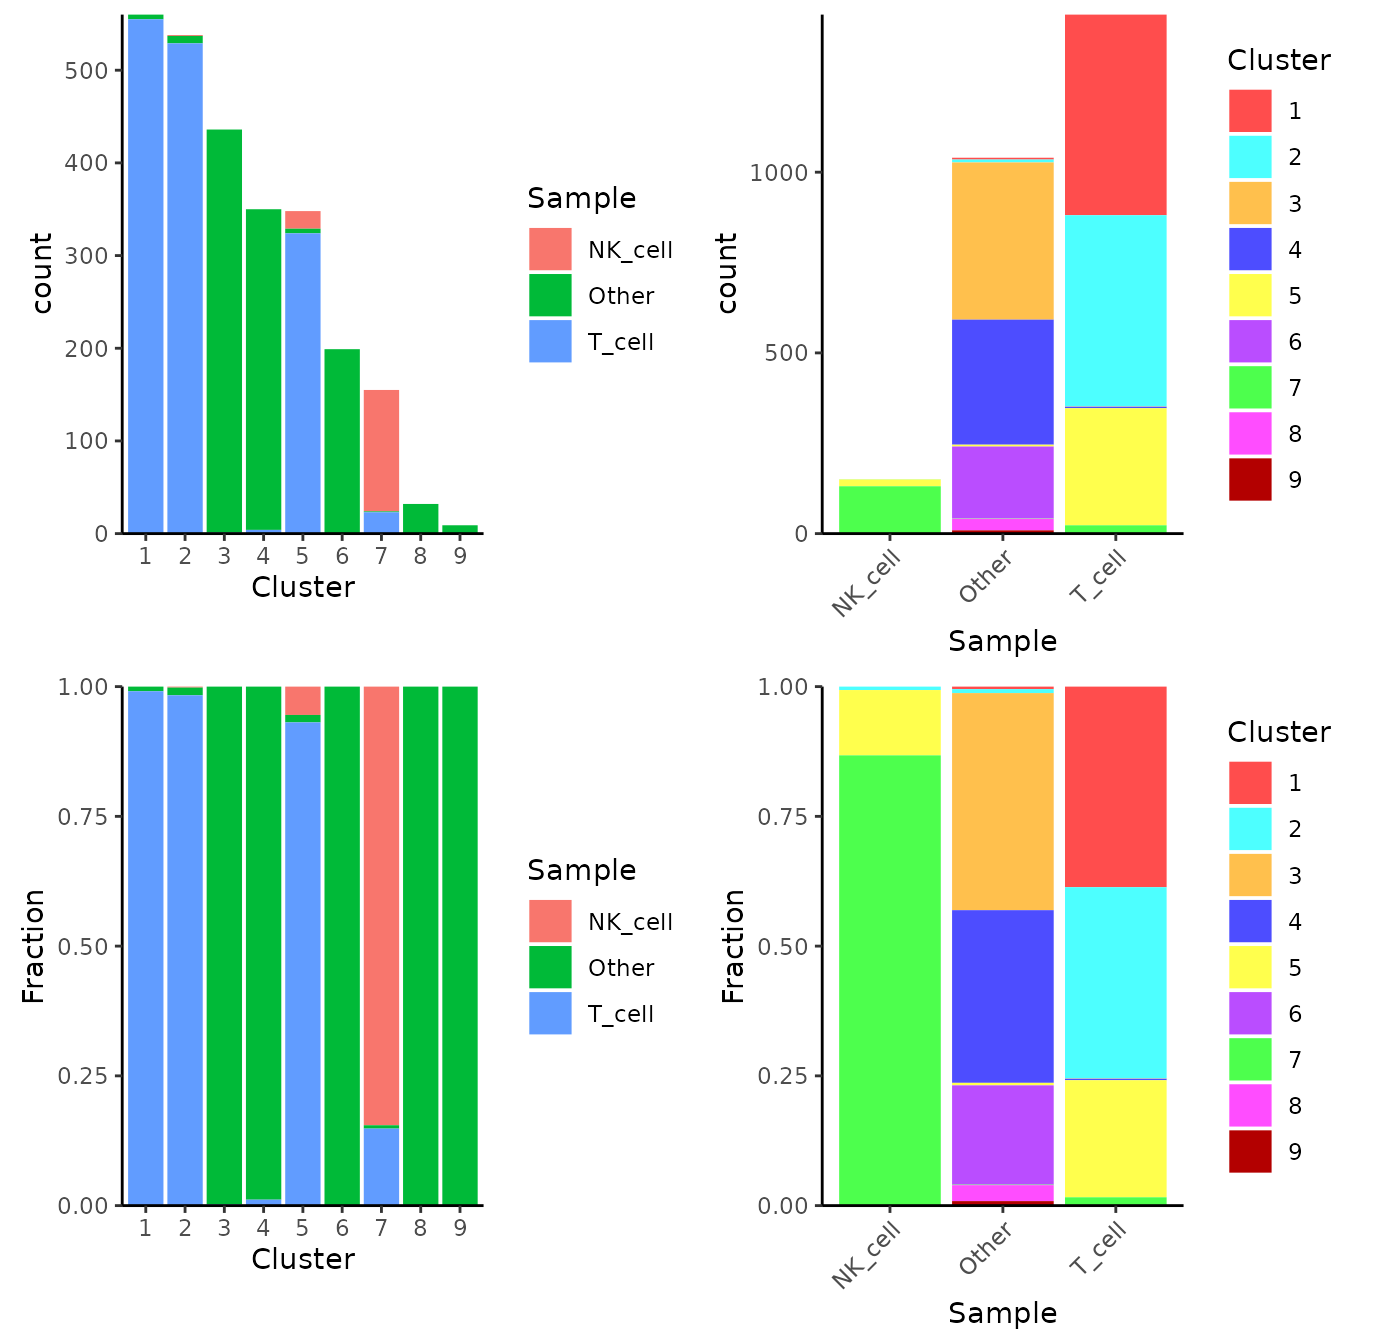 500
400
300
200
100
0
count
1 2 3 4 5 6 7 8 9
Cluster
Sample
NK_cell
Other
T_cell
1000
500
0
count
NK_cell Other T_cell
Sample
Cluster
1
2
3
4
5
6
7
8
9
1.00
0.75
0.50
0.25
0.00
Fraction
1 2 3 4 5 6 7 8 9
Cluster
Sample
NK_cell
Other
T_cell
1.00
0.75
0.50
0.25
0.00
Fraction
NK_cell Other T_cell
Sample
Cluster
1
2
3
4
5
6
7
8
9